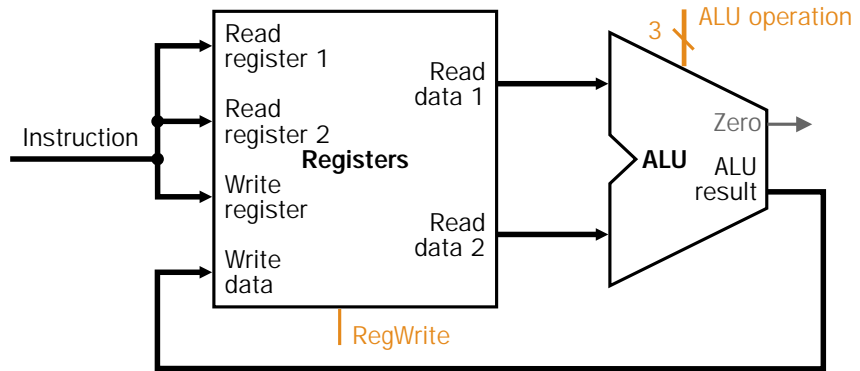 3
ALU operation
Read
register 1
Read
data 1
Read
register 2
Instruction
Registers
Zero
ALU
ALU
result
Write
register
Read
data 2
Write
data
RegWrite